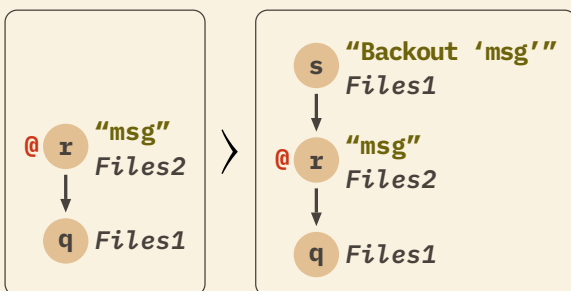 “msg”
@ r
Files2
q Files1
“Backout ‘msg’”
s
Files1
“msg”
@ r
Files2
q Files1